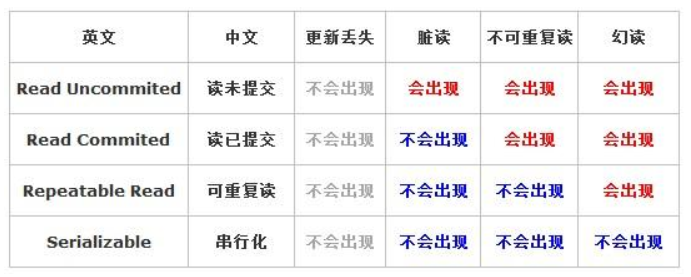 英文 中文 更新丢失 脏读 不可重复读 幻读
Read Uncommited 读未提交 不会出现 会出现 会出现 会出现
Read Commited 读已提交 不会出现 不会出现 会出现 会出现
Repeatable Read 可重复读 不会出现 不会出现 不会出现 会出现
Serializable 串行化 不会出现 不会出现 不会出现 不会出现